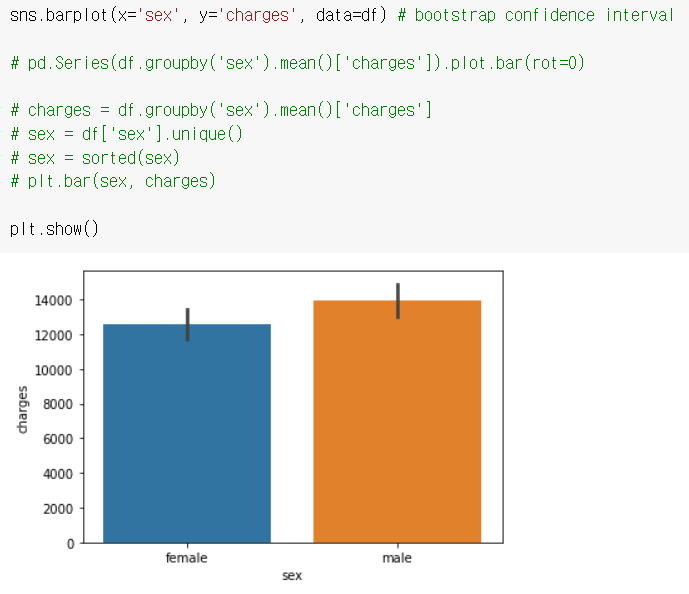 sns.barplot(x='sex', y='charges', data=df) # bootstrap confidence interval
# pd.Series(df.groupby('sex').mean()['charges']).plot.bar(rot=0)
# charges = df.groupby('sex').mean()['charges']
# sex = df['sex'].unique()
# sex = sorted(sex)
# plt.bar(sex, charges)
plt.show()
14000
12000
10000
8000
6000
4000
2000
0
charges
female male
sex